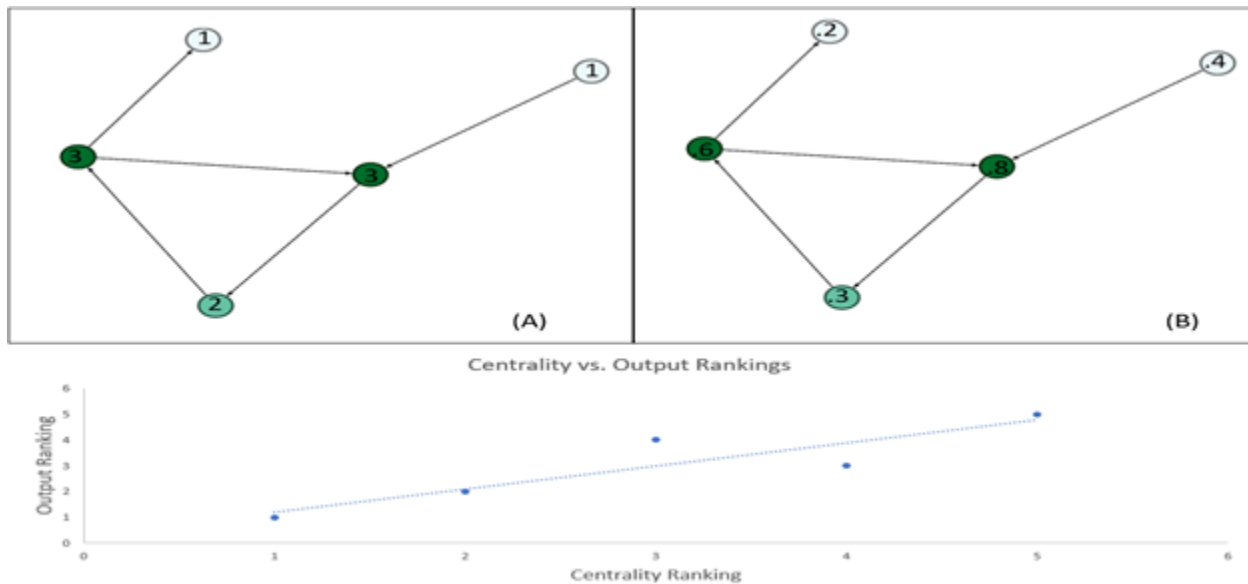 1
1
3
3
2
(A)
.2
.4
.6
.8
.3
(B)
Centrality vs. Output Rankings
Output Ranking
6
5
4
3
2
1
0
0 1 2 3 4 5 6
Centrality Ranking